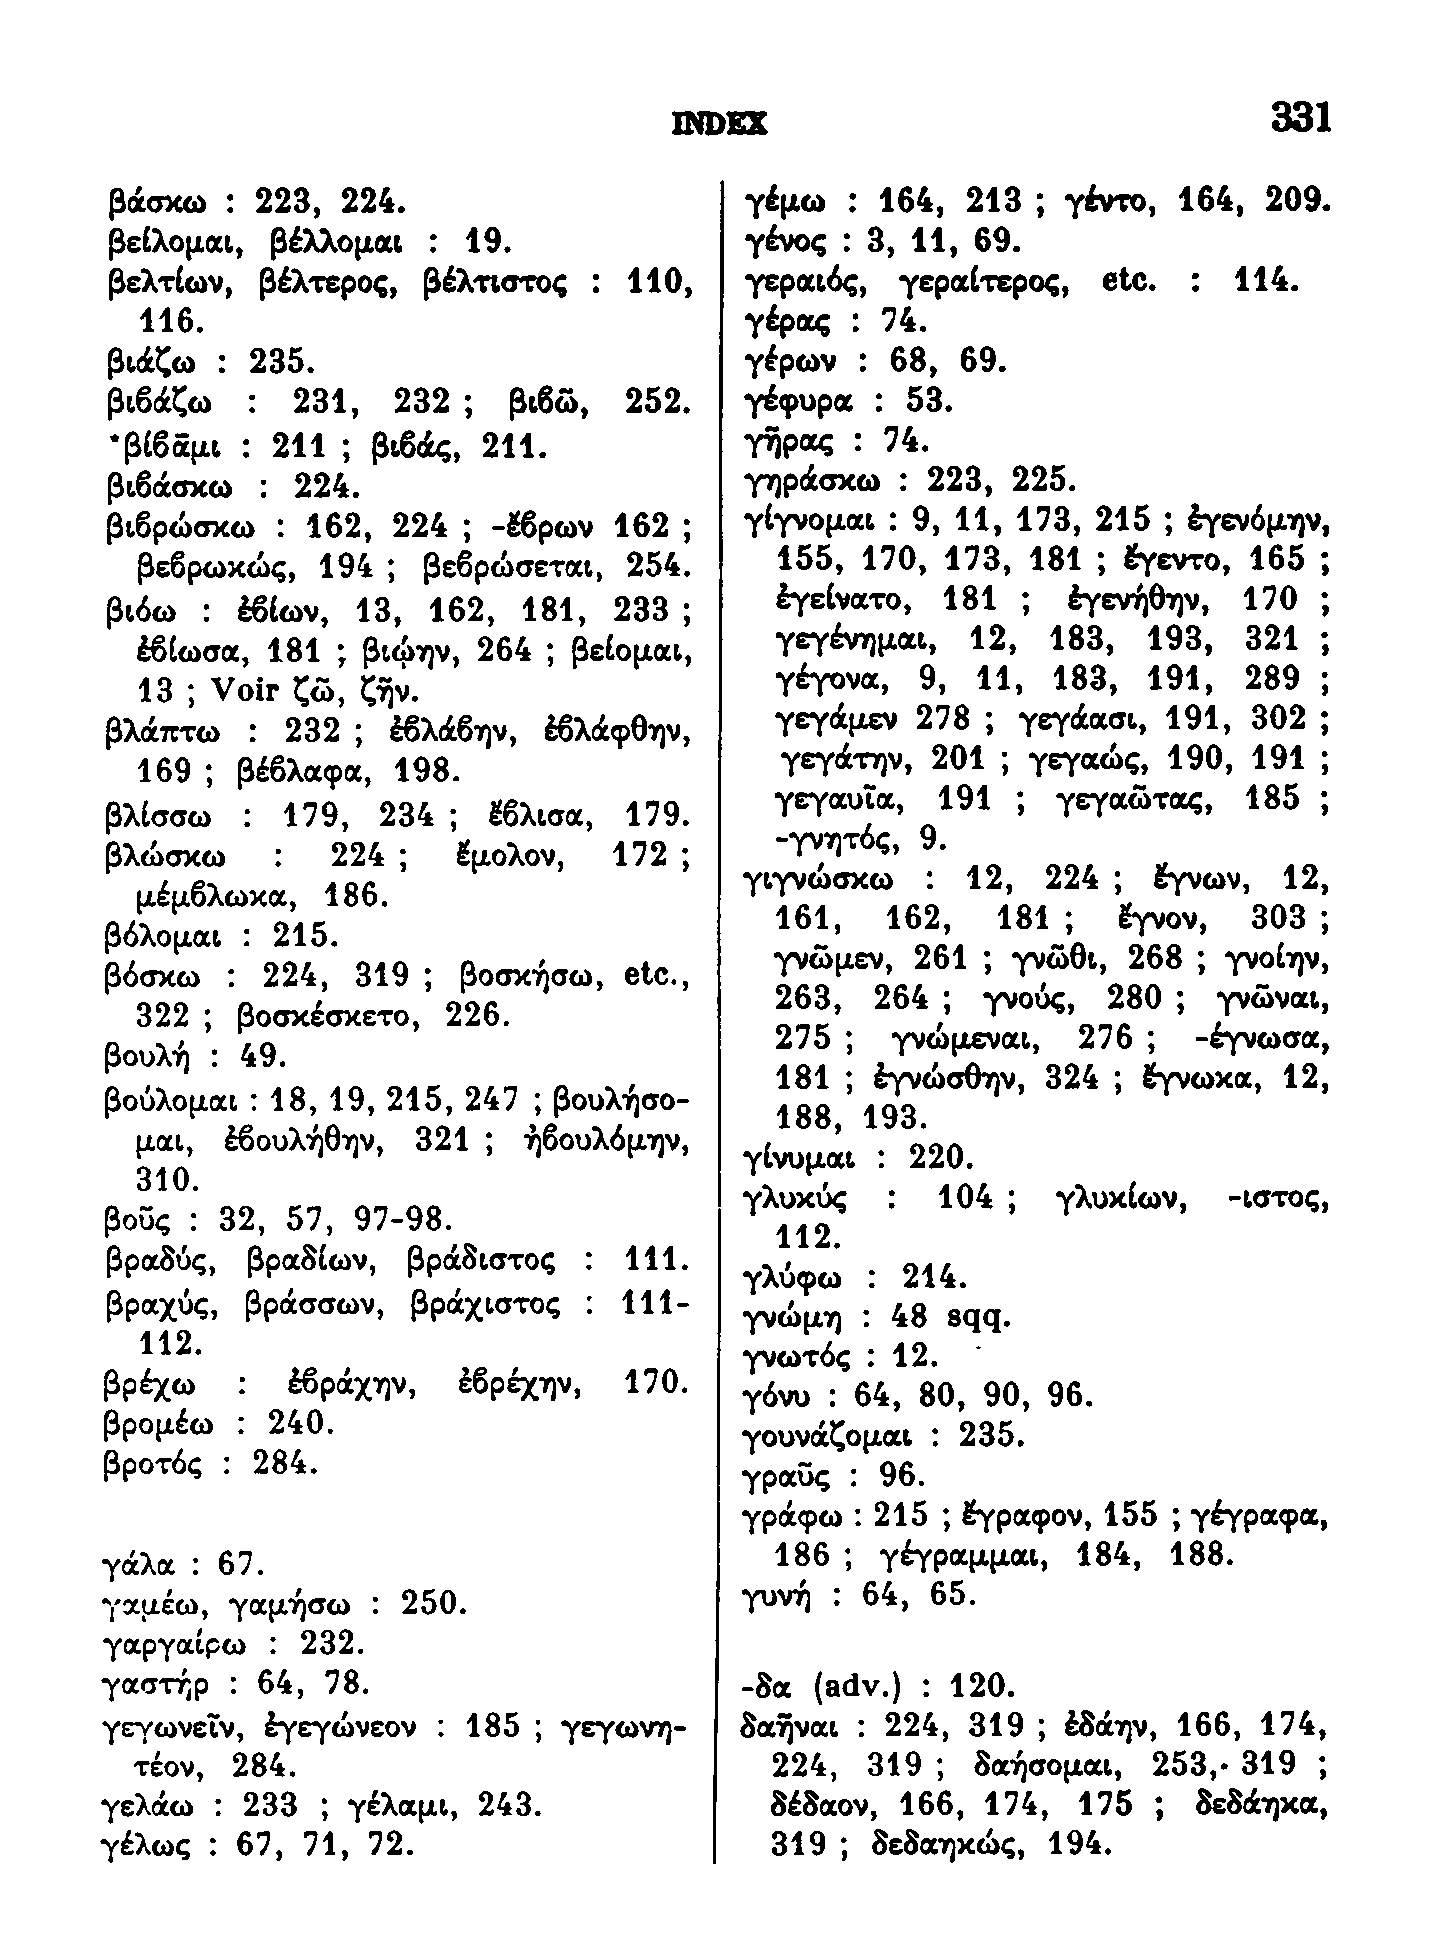 INDEX 331
βάσκω : 223, 224.
βείλομαι, βέλλομαι : 19.
βελτίων, βέλτερος, βέλτιστος : 110,
116.
βιάζω : 235.
βιϐάζω : 231, 232 ; βιϐῶ, 252.
*βίϐᾱμι : 211 ; βιϐάς, 211.
βιϐάσκω : 224.
βιϐρώσκω : 162, 224 ; -ἔϐρων 162 ;
βεϐρωκώς, 194 ; βεϐρώσεται, 254.
βιόω : ἐϐίων, 13, 162, 181, 233 ;
ἐϐίωσα, 181 ; βιῴην, 264 ; βείομαι,
13 ; Voir ζῶ, ζῆν.
βλάπτω : 232 ; ἐϐλάϐην, ἐϐλάφθην,
169 ; βέϐλαφα, 198.
βλίσσω : 179, 234 ; ἔϐλισα, 179.
βλώσκω : 224 ; ἔμολον, 172 ;
μέμϐλωκα, 186.
βόλομαι : 215.
βόσκω : 224, 319 ; βοσκήσω, etc.,
322 ; βοσκέσκετο, 226.
βουλή : 49.
βούλομαι : 18, 19, 215, 247 ; βουλήσο-
μαι, ἐϐουλήθην, 321 ; ἠϐουλόμην,
310.
βοῦς : 32, 57, 97-98.
βραδύς, βραδίων, βράδιστος : 111.
βραχύς, βράσσων, βράχιστος : 111-
112.
βρέχω : ἐϐράχην, ἐϐρέχην, 170.
βρομέω : 240.
βροτός : 284.
γάλα : 67.
γαμέω, γαμήσω : 250.
γαργαίρω : 232.
γαστήρ : 64, 78.
γεγωνεῖν, ἐγεγώνεον : 185 ; γεγωνη-
τέον, 284.
γελάω : 233 ; γέλαμι, 243.
γέλως : 67, 71, 72.
γέμω : 164, 213 ; γέντο, 164, 209.
γένος : 3, 11, 69.
γεραιός, γεραίτερος, etc. : 114.
γέρας : 74.
γέρων : 68, 69.
γέφυρα : 53.
γῆρας : 74.
γηράσκω : 223, 225.
γίγνομαι : 9, 11, 173, 215 ; ἐγενόμην,
155, 170, 173, 181 ; ἔγεντο, 165 ;
ἐγείνατο, 181 ; ἐγενήθην, 170 ;
γεγένημαι, 12, 183, 193, 321 ;
γέγονα, 9, 11, 183, 191, 289 ;
γεγάμεν 278 ; γεγάασι, 191, 302 ;
γεγάτην, 201 ; γεγαώς, 190, 191 ;
γεγαυῖα, 191 ; γεγαῶτας, 185 ;
-γνητός, 9.
γιγνώσκω : 12, 224 ; ἔγνων, 12,
161, 162, 181 ; ἔγνον, 303 ;
γνῶμεν, 261 ; γνῶθι, 268 ; γνοίην,
263, 264 ; γνούς, 280 ; γνῶναι,
275 ; γνώμεναι, 276 ; -έγνωσα,
181 ; ἐγνώσθην, 324 ; ἔγνωκα, 12,
188, 193.
γίνυμαι : 220.
γλυκύς : 104 ; γλυκίων, -ιστος,
112.
γλύφω : 214.
γνώμη : 48 sqq.
γνωτός : 12.
γόνυ : 64, 80, 90, 96.
γουνάζομαι : 235.
γραῦς : 96.
γράφω : 215 ; ἔγραφον, 155 ; γέγραφα,
186 ; γέγραμμαι, 184, 188.
γυνή : 64, 65.
-δα (adv.) : 120.
δαῆναι : 224, 319 ; ἐδάην, 166, 174,
224, 319 ; δαήσομαι, 253, 319 ;
δέδαον, 166, 174, 175 ; δεδάηκα,
319 ; δεδαηκώς, 194.